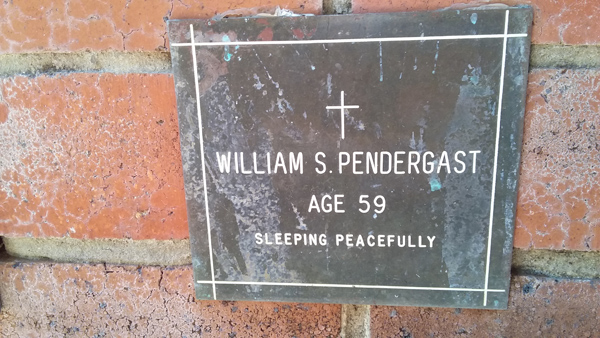 WILLIAM S. PENDERGAST
AGE 59
SLEEPING PEACEFULLY